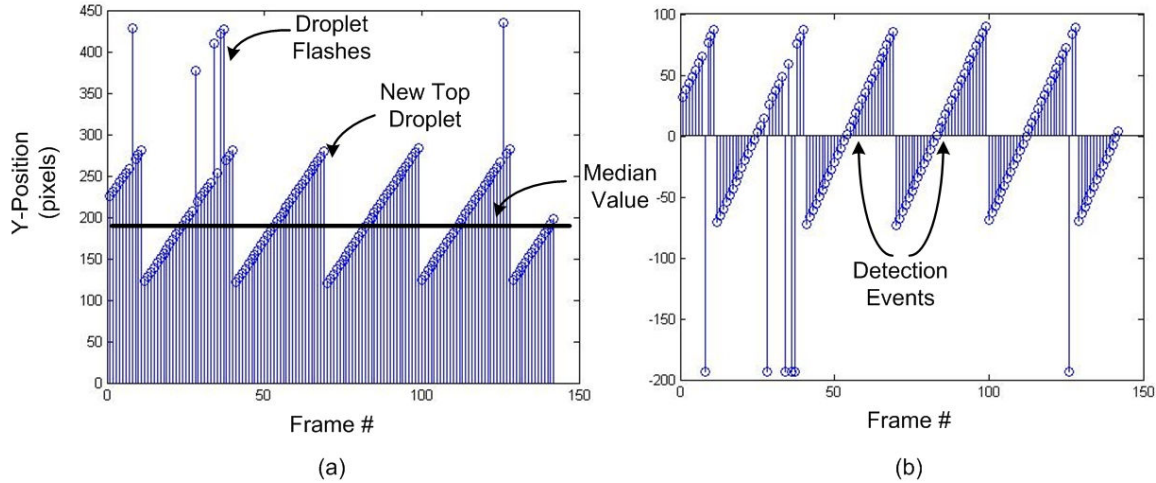 450
400
350
300
250
200
150
100
50
0
Y-Position
(pixels)
Droplet
Flashes
New Top
Droplet
Median
Value
0
50
100
150
Frame #
(a)
100
50
0
-50
-100
-150
-200
Detection
Events
0
50
100
150
Frame #
(b)